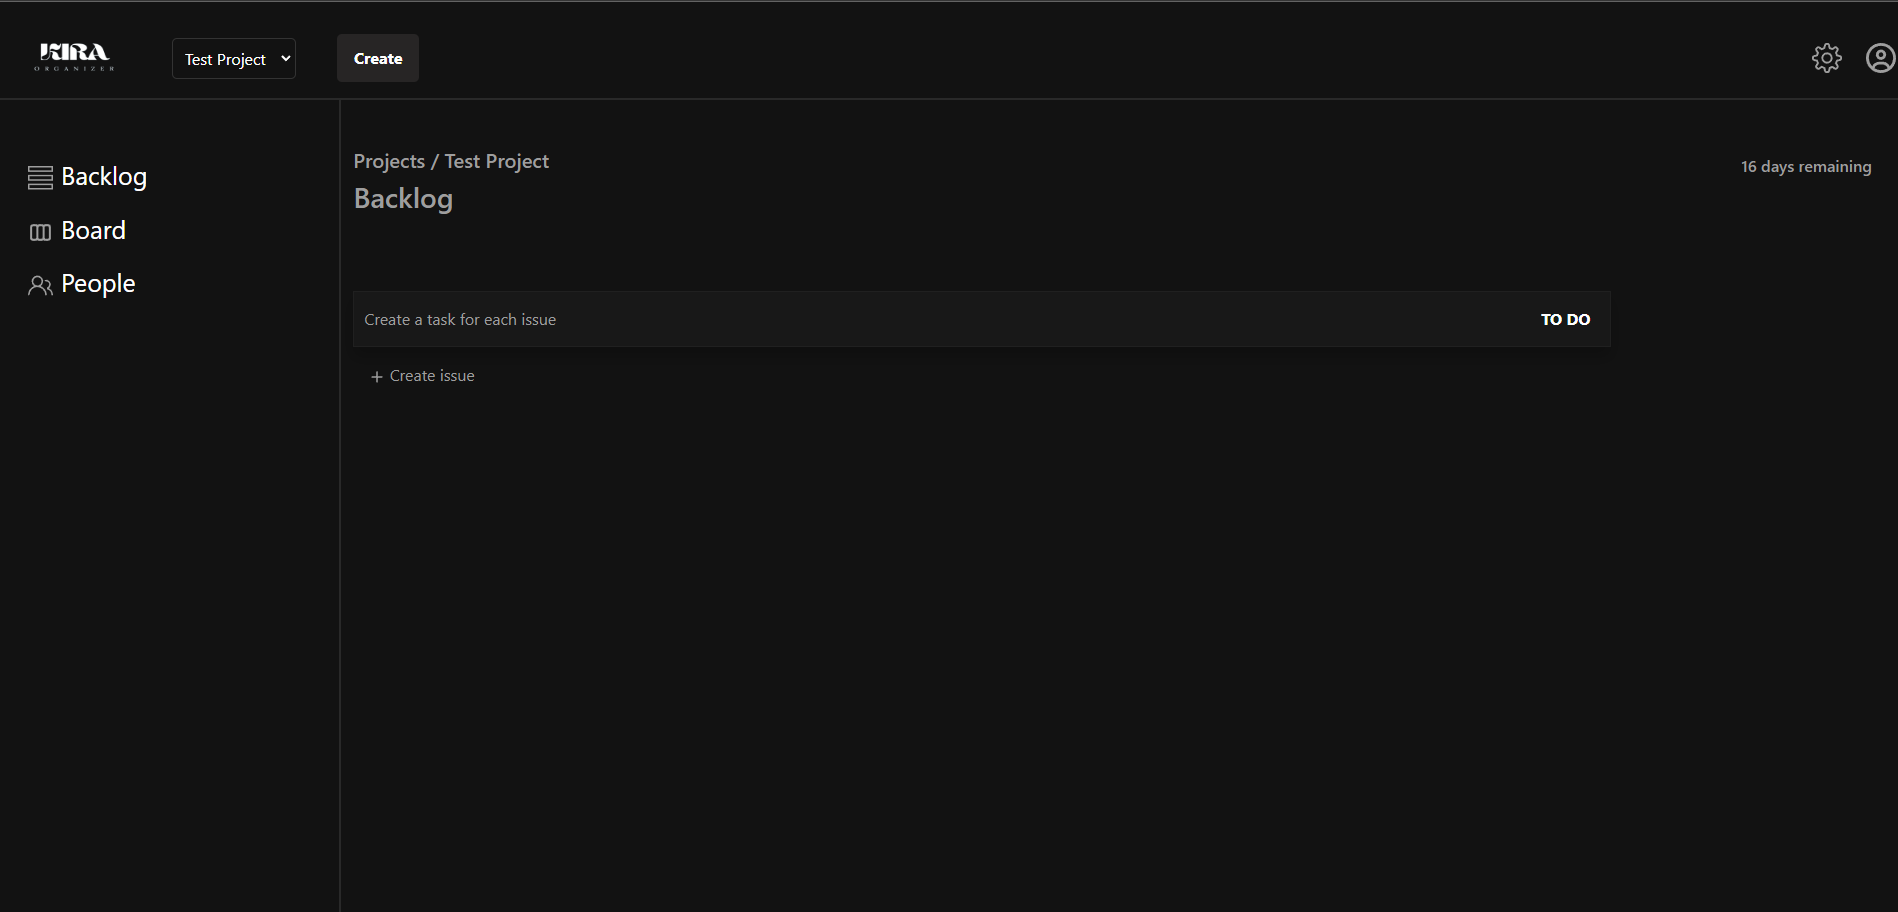 KIRA
ORGANIZER
Test Project
Create
Backlog
Board
People
Projects / Test Project
Backlog
16 days remaining
Create a task for each issue
TO DO
+ Create issue